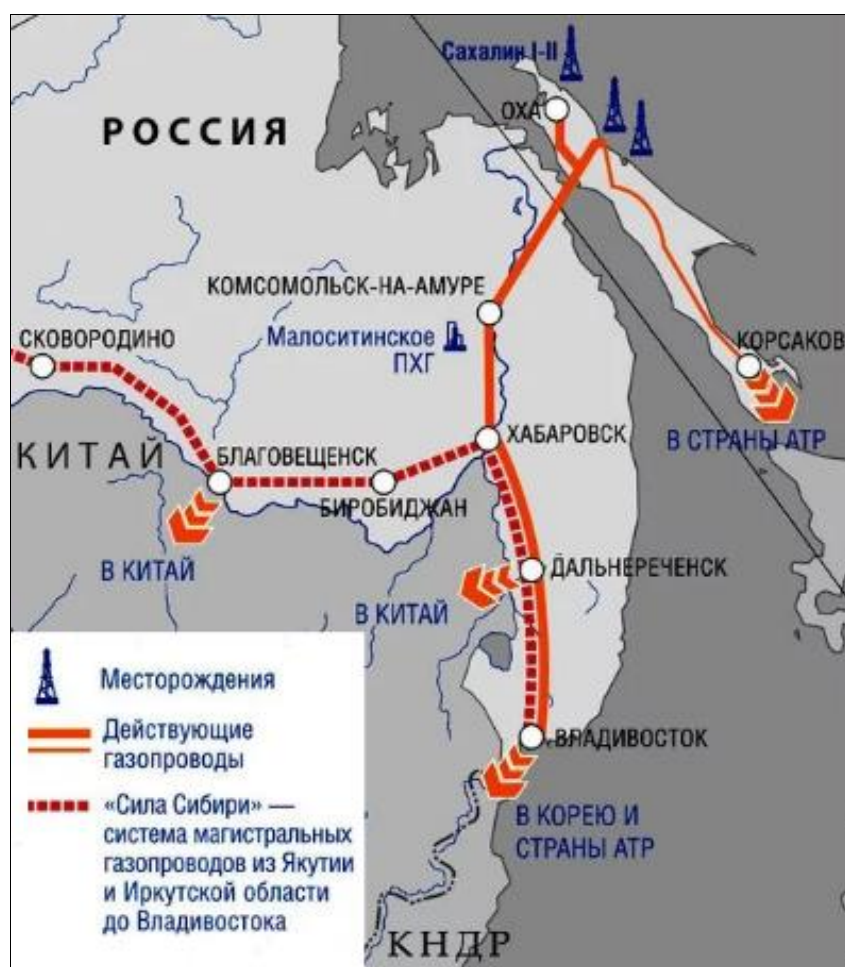 Сахалин I-II
ОХА
РОССИЯ
КОМСОМОЛЬСК-НА-АМУРЕ
СКОВОРОДИНО
Малоситинское
ПХГ
КОРСАКОВ
ХАБАРОВСК
В СТРАНЫ АТР
КИТАЙ
БЛАГОВЕЩЕНСК
БИРОБИДЖАН
В КИТАЙ
ДАЛЬНЕРЕЧЕНСК
В КИТАЙ
Месторождения
Действующие
газопроводы
ВЛАДИВОСТОК
«Сила Сибири» —
система магистральных
газопроводов из Якутии
и Иркутской области
до Владивостока
В КОРЕЮ И
СТРАНЫ АТР
КНДР